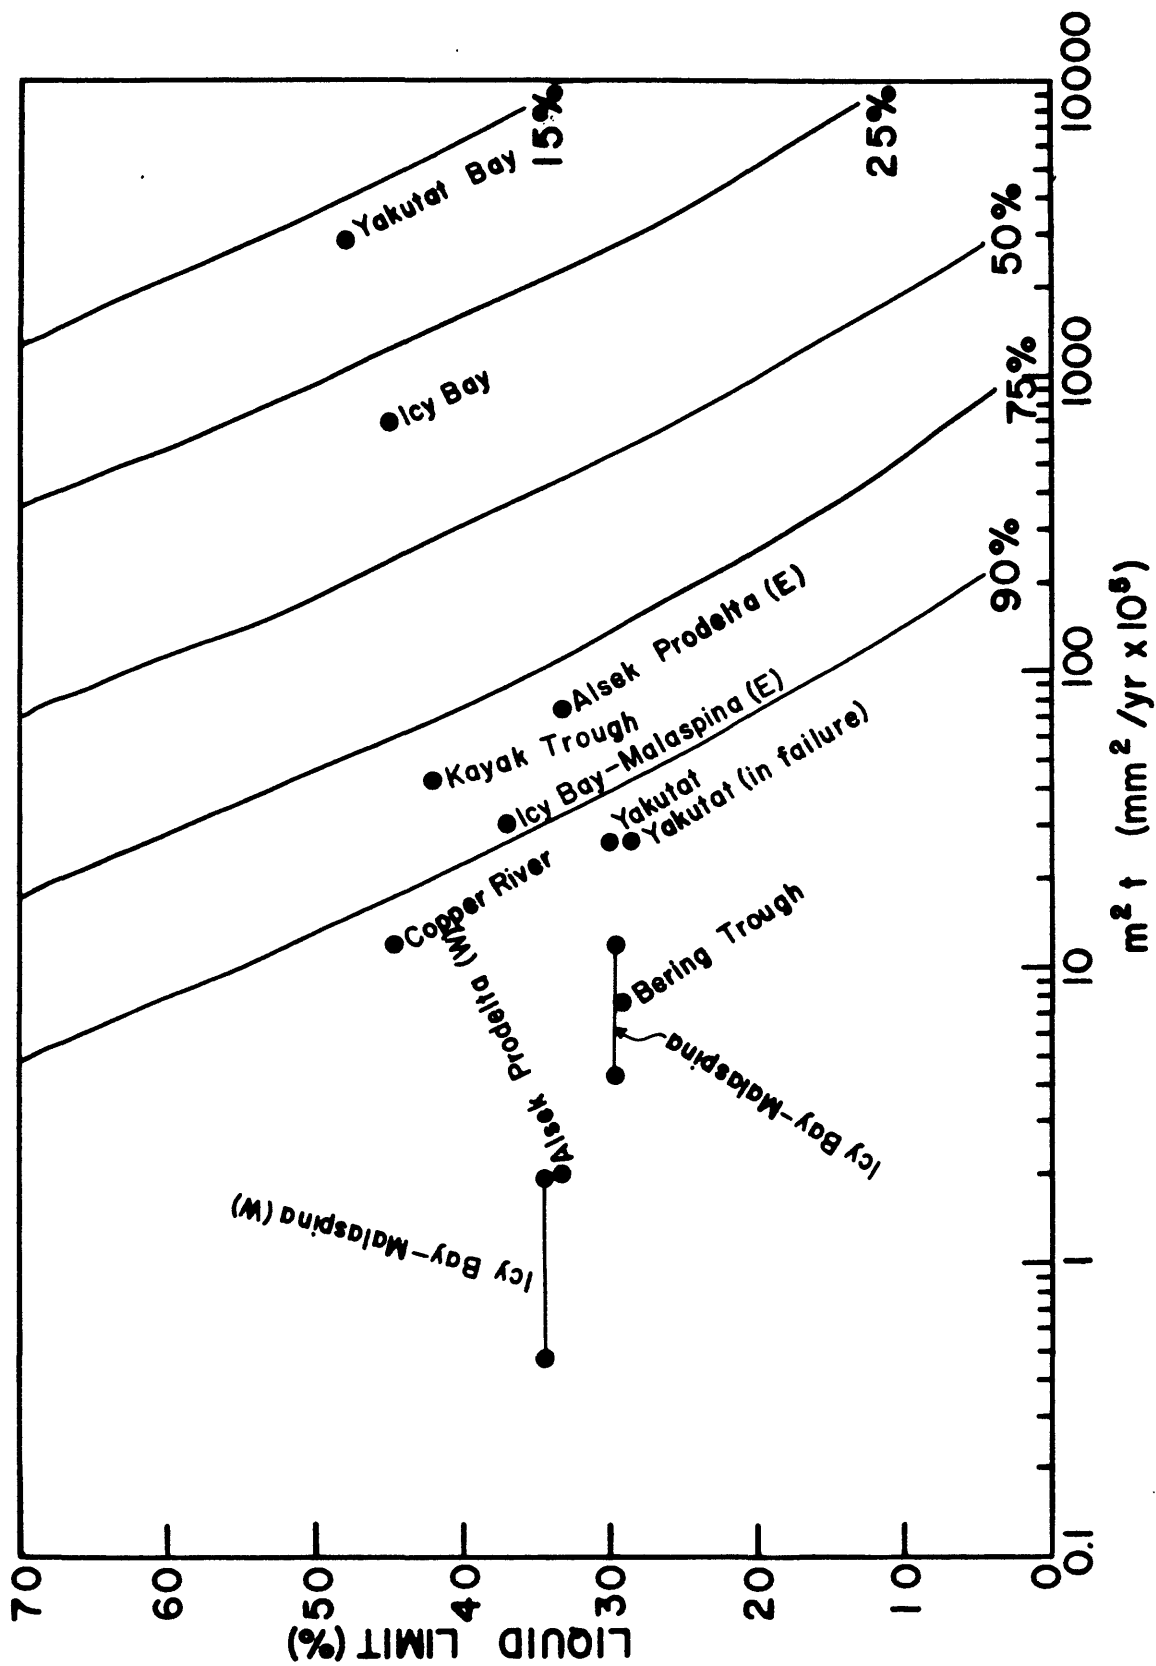 LIQUID LIMIT (%)
70
60
50
40
30
20
10
0
0.1
1
10
100
1000
10000
m² t (mm²/yr x10⁵)
15%
25%
50%
75%
90%
Yakutat Bay
Icy Bay
Alsek Prodelta (E)
Kayak Trough
Icy Bay-Malaspina (E)
Yakutat
Yakutat (in failure)
Copper River
Alsek Prodelta (W)
Bering Trough
Icy Bay-Malaspina
Icy Bay-Malaspina (W)